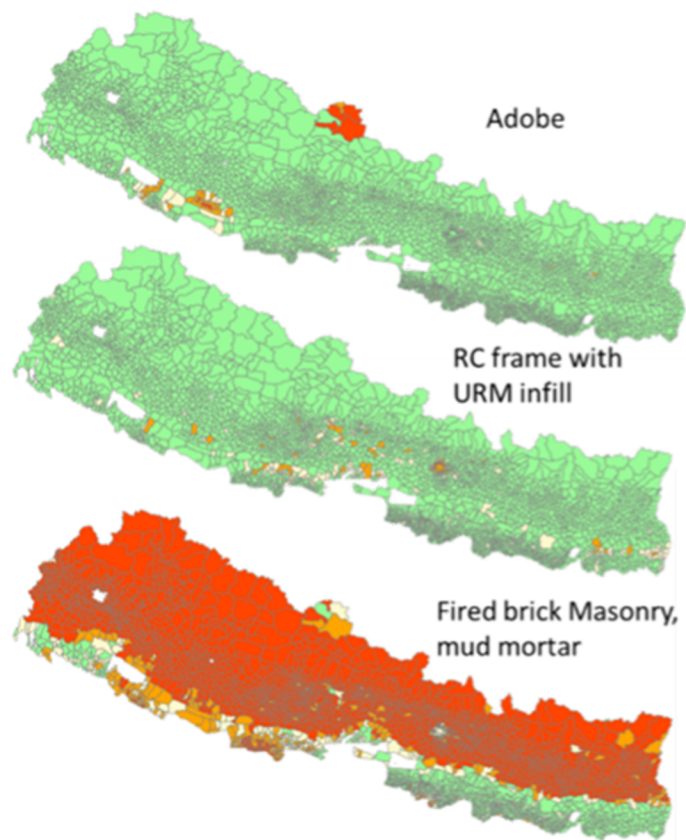 Adobe
RC frame with
URM infill
Fired brick Masonry,
mud mortar